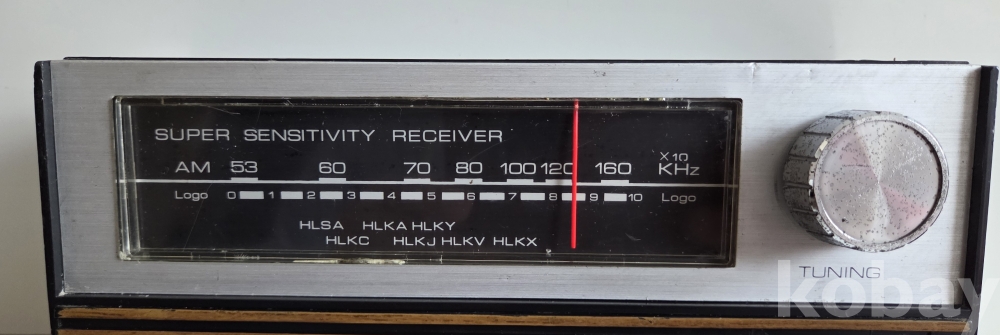 SUPER SENSITIVITY RECEIVER
AM 53 60 70 80 100 120 160 X10 KHz
Logo 0 1 2 3 4 5 6 7 8 9 10 Logo
HLSA HLKA HLKY
HLKC HLKJ HLKV HLKX
TUNING
kobay